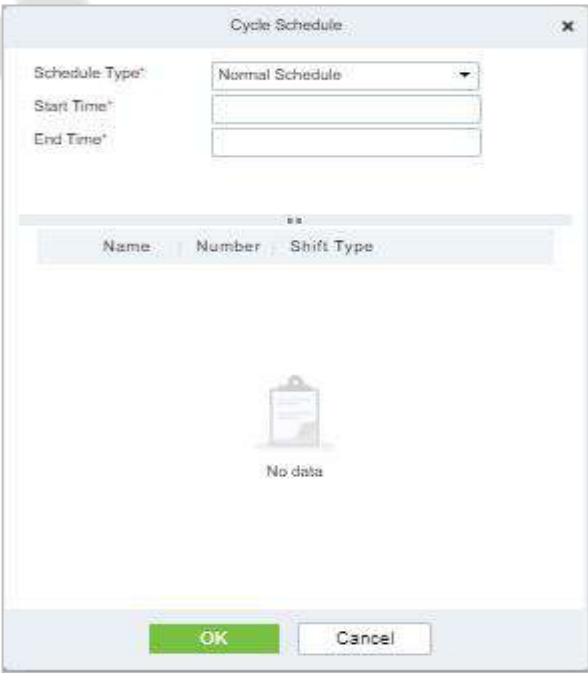 Cycle Schedule
Schedule Type* Normal Schedule
Start Time*
End Time*
Name Number Shift Type
No data
OK Cancel